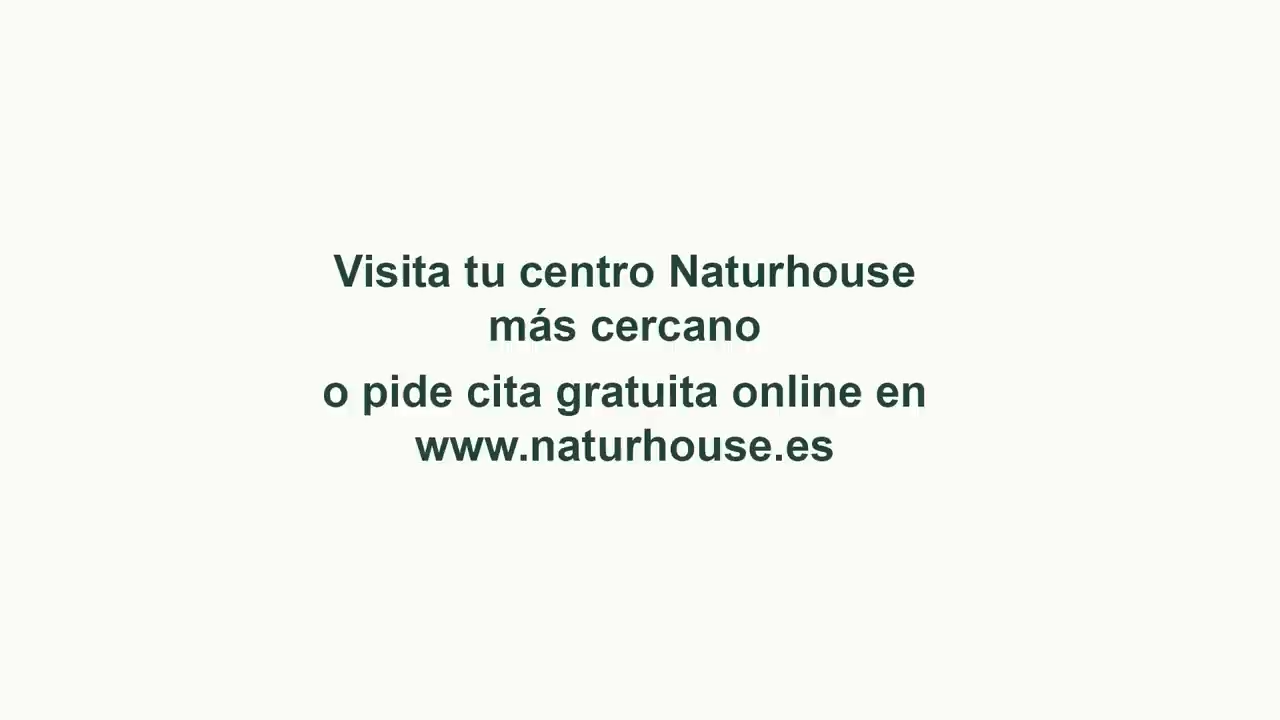 Visita tu centro Naturhouse
más cercano
o pide cita gratuita online en
www.naturhouse.es